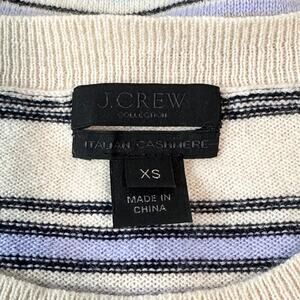 J.CREW
COLLECTION
ITALIAN CASHMERE
XS
MADE IN
CHINA